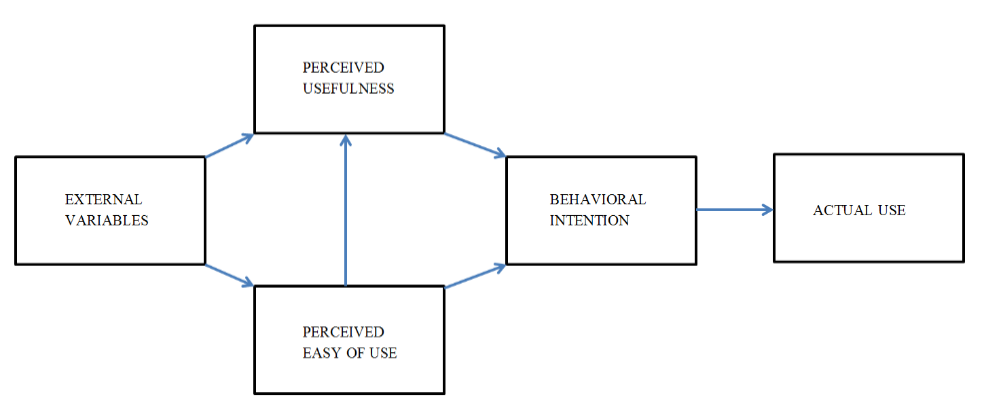 PERCEIVED
USEFULNESS
EXTERNAL
VARIABLES
BEHAVIORAL
INTENTION
ACTUAL USE
PERCEIVED
EASY OF USE